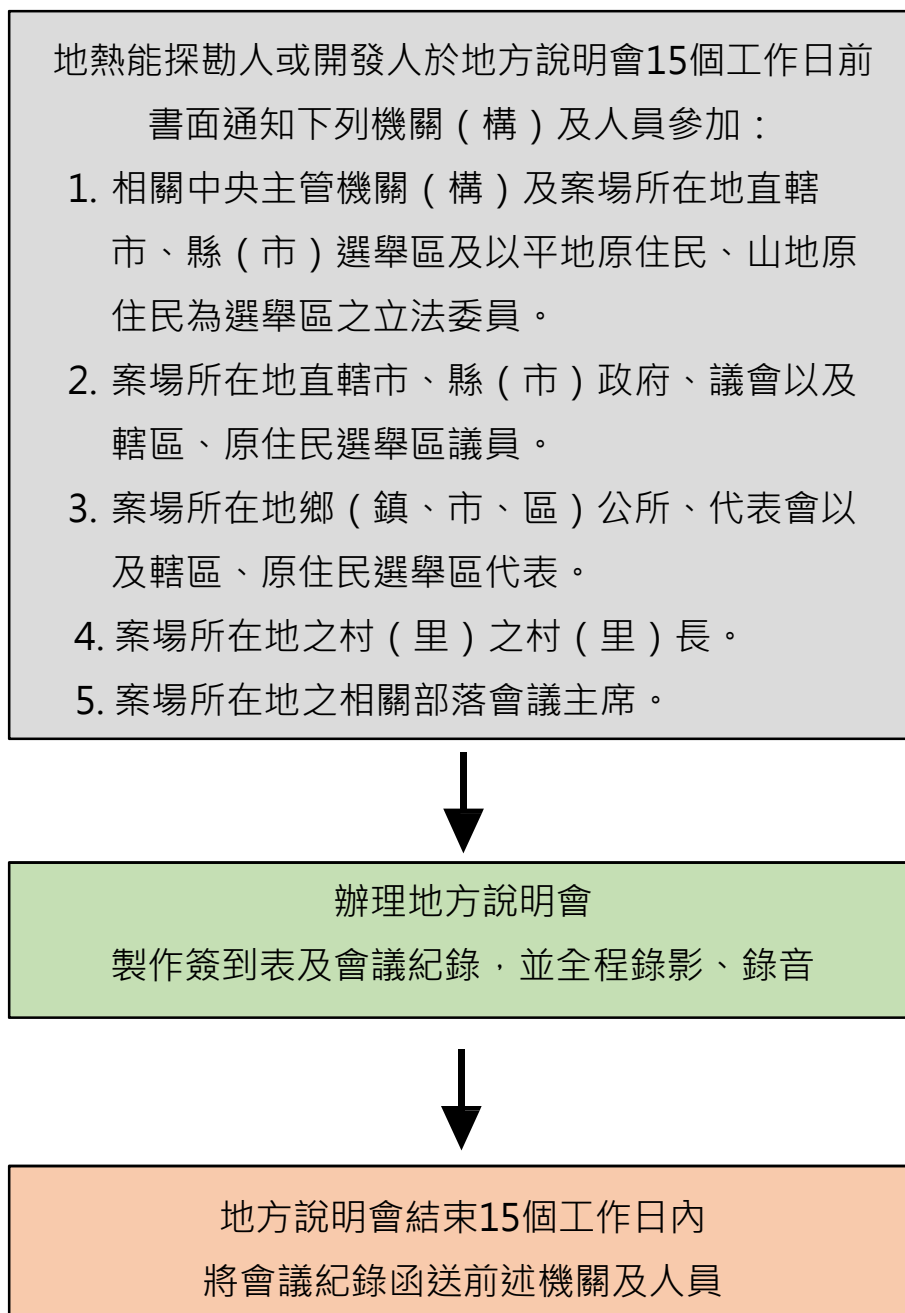 地熱能探勘人或開發人於地方說明會15個工作日前
書面通知下列機關（構）及人員參加：
1. 相關中央主管機關（構）及案場所在地直轄
市、縣（市）選舉區及以平地原住民、山地原
住民為選舉區之立法委員。
2. 案場所在地直轄市、縣（市）政府、議會以及
轄區、原住民選舉區議員。
3. 案場所在地鄉（鎮、市、區）公所、代表會以
及轄區、原住民選舉區代表。
4. 案場所在地之村（里）之村（里）長。
5. 案場所在地之相關部落會議主席。
辦理地方說明會
製作簽到表及會議紀錄，並全程錄影、錄音
地方說明會結束15個工作日內
將會議紀錄函送前述機關及人員